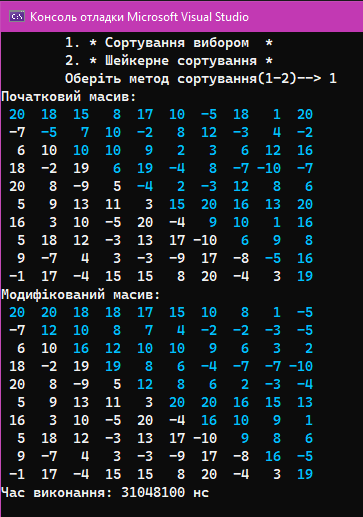 Консоль отладки Microsoft Visual Studio
1. * Сортування вибором *
2. * Шейкерне сортування *
Оберіть метод сортування(1-2)--> 1
Початковий масив:
20 18 15 8 17 10 -5 18 1 20
-7 -5 7 10 -2 8 12 -3 4 -2
6 10 10 10 9 2 3 6 12 16
18 -2 19 6 19 -4 8 -7 -10 -7
20 8 -9 5 -4 2 -3 12 8 6
5 9 13 11 3 15 20 16 13 20
16 3 10 -5 20 -4 9 10 1 16
5 18 12 -3 13 17 -10 6 9 8
9 -7 4 3 -3 -9 17 -8 -5 16
-1 17 -4 15 15 8 20 -4 3 19
Модифікований масив:
20 20 18 18 17 15 10 8 1 -5
-7 12 10 8 7 4 -2 -2 -3 -5
6 10 16 12 10 10 9 6 3 2
18 -2 19 19 8 6 -4 -7 -7 -10
20 8 -9 5 12 8 6 2 -3 -4
5 9 13 11 3 20 20 16 15 13
16 3 10 -5 20 -4 16 10 9 1
5 18 12 -3 13 17 -10 9 8 6
9 -7 4 3 -3 -9 17 -8 16 -5
-1 17 -4 15 15 8 20 -4 3 19
Час виконання: 31048100 нс